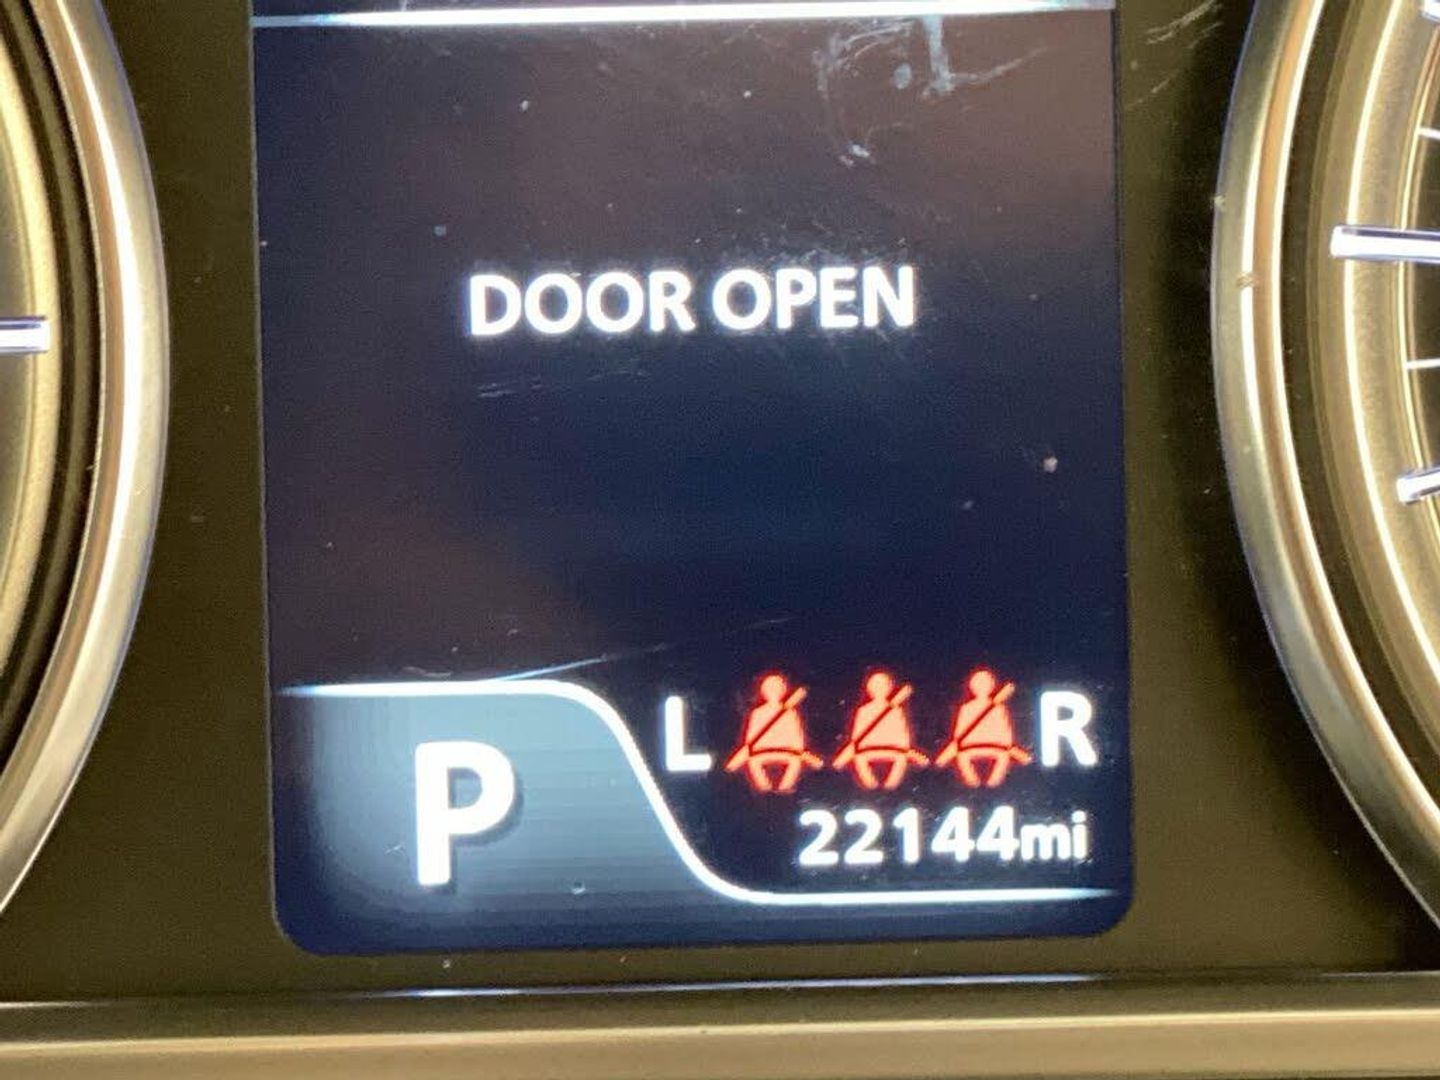 DOOR OPEN
L R
P
22144mi